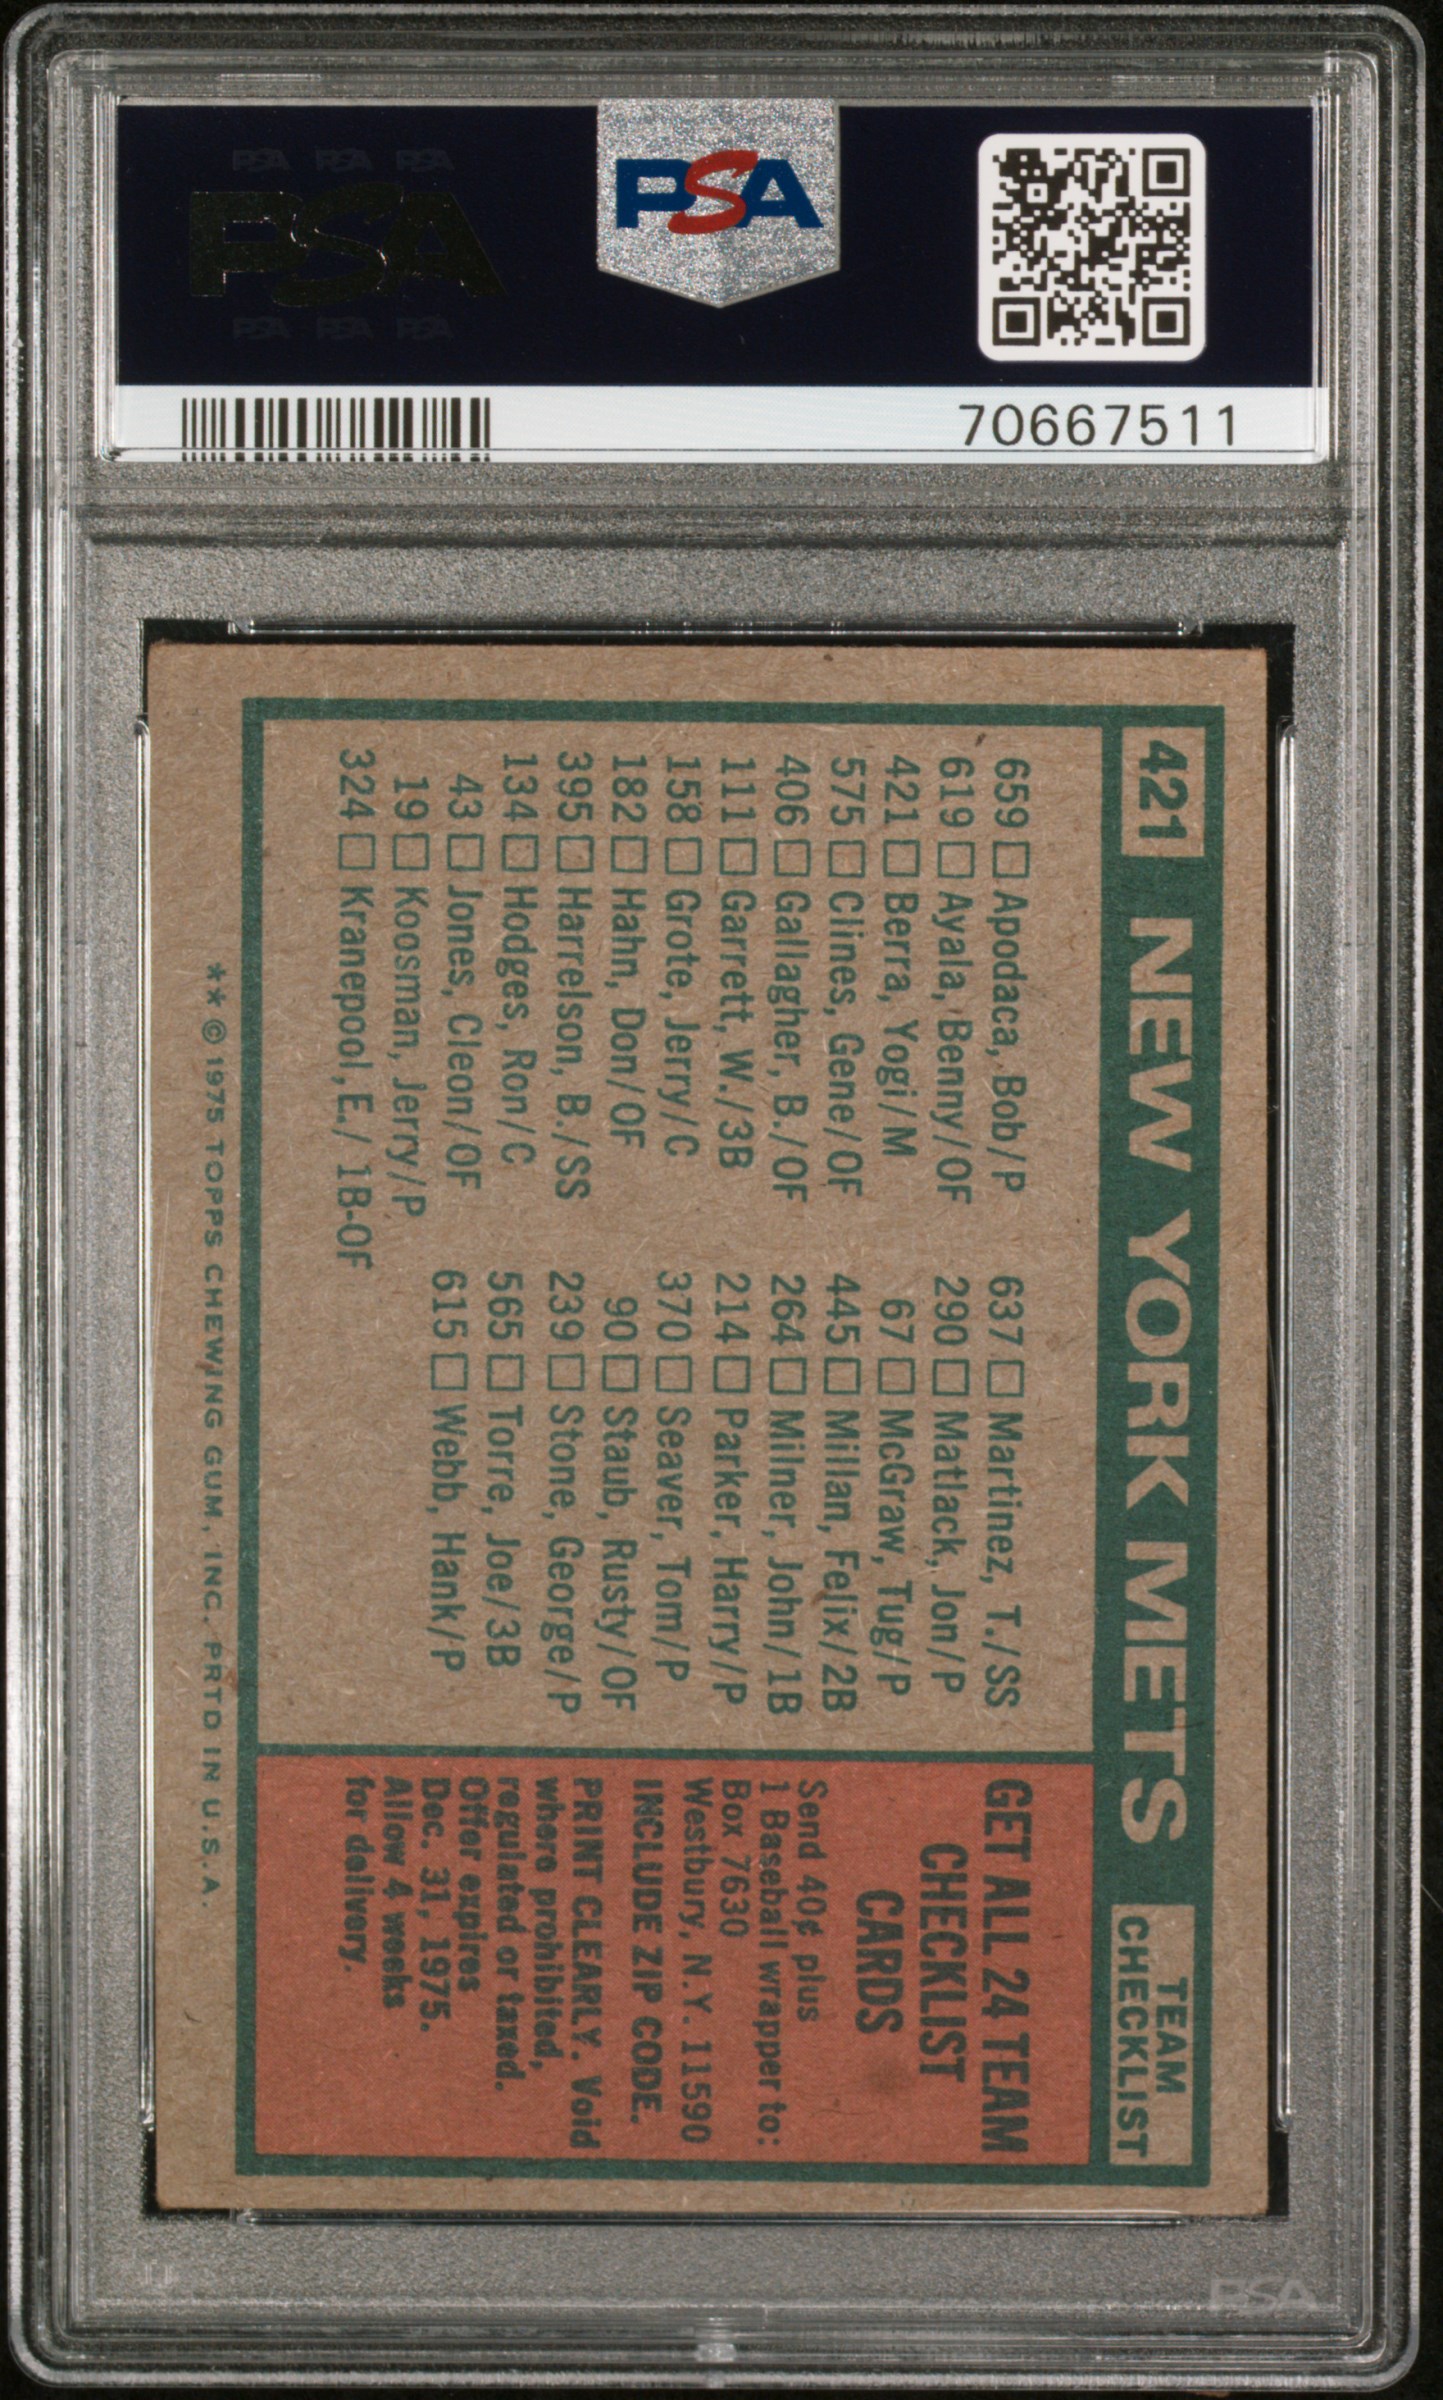 PSA PSA PSA
PSA
PSA PSA PSA
PSA
70667511
421 NEW YORK METS TEAM CHECKLIST
659 Apodaca, Bob/P
619 Ayala, Benny/OF
421 Berra, Yogi/M
575 Clines, Gene/OF
406 Gallagher, B./OF
111 Garrett, W./3B
158 Grote, Jerry/C
182 Hahn, Don/OF
395 Harrelson, B./SS
134 Hodges, Ron/C
43 Jones, Cleon/OF
19 Koosman, Jerry/P
324 Kranepool, E./ 1B-OF
637 Martinez, T./SS
290 Matlack, Jon/P
67 McGraw, Tug/P
445 Millan, Felix/2B
264 Milner, John/1B
214 Parker, Harry/P
370 Seaver, Tom/P
90 Staub, Rusty/OF
239 Stone, George/P
565 Torre, Joe/3B
615 Webb, Hank/P
GET ALL 24 TEAM
CHECKLIST
CARDS
Send 40¢ plus
1 Baseball wrapper to:
Box 7630
Westbury, N.Y. 11590
INCLUDE ZIP CODE.
PRINT CLEARLY. Void
where prohibited,
regulated or taxed.
Offer expires
Dec. 31, 1975.
Allow 4 weeks
for delivery.
**©1975 TOPPS CHEWING GUM, INC. PRTD IN U.S.A.
PSA